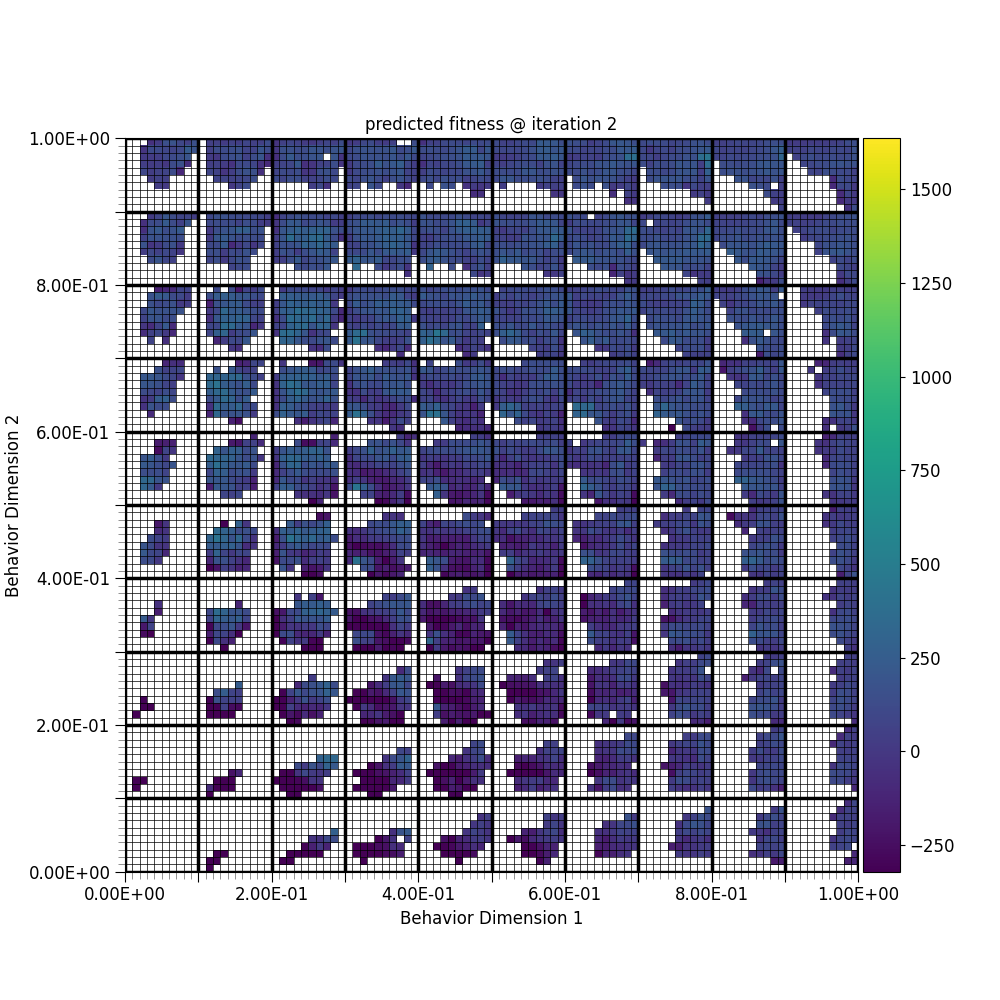 predicted fitness @ iteration 2
1.00E+00
8.00E-01
6.00E-01
4.00E-01
2.00E-01
0.00E+00
Behavior Dimension 2
0.00E+00 2.00E-01 4.00E-01 6.00E-01 8.00E-01 1.00E+00
Behavior Dimension 1
1500
1250
1000
750
500
250
0
−250